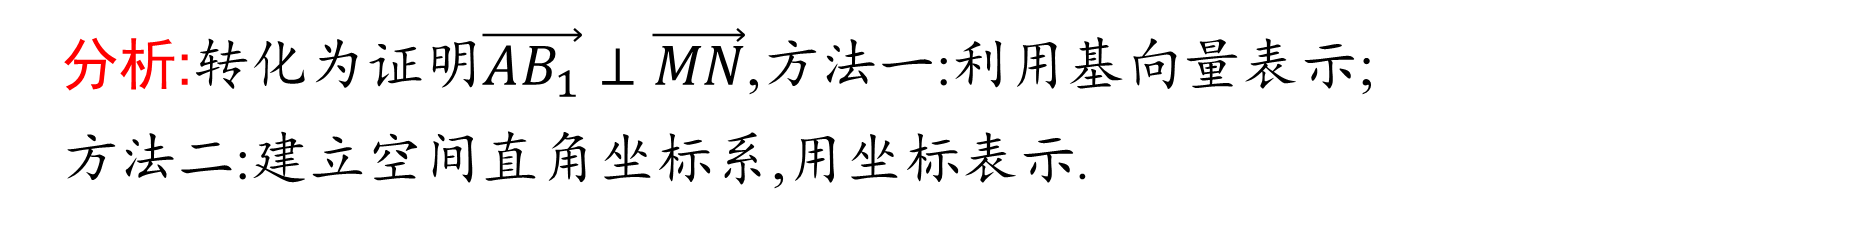 分析:转化为证明$\overrightarrow{AB_1}$⊥$\overrightarrow{MN}$,方法一:利用基向量表示;
方法二:建立空间直角坐标系,用坐标表示.